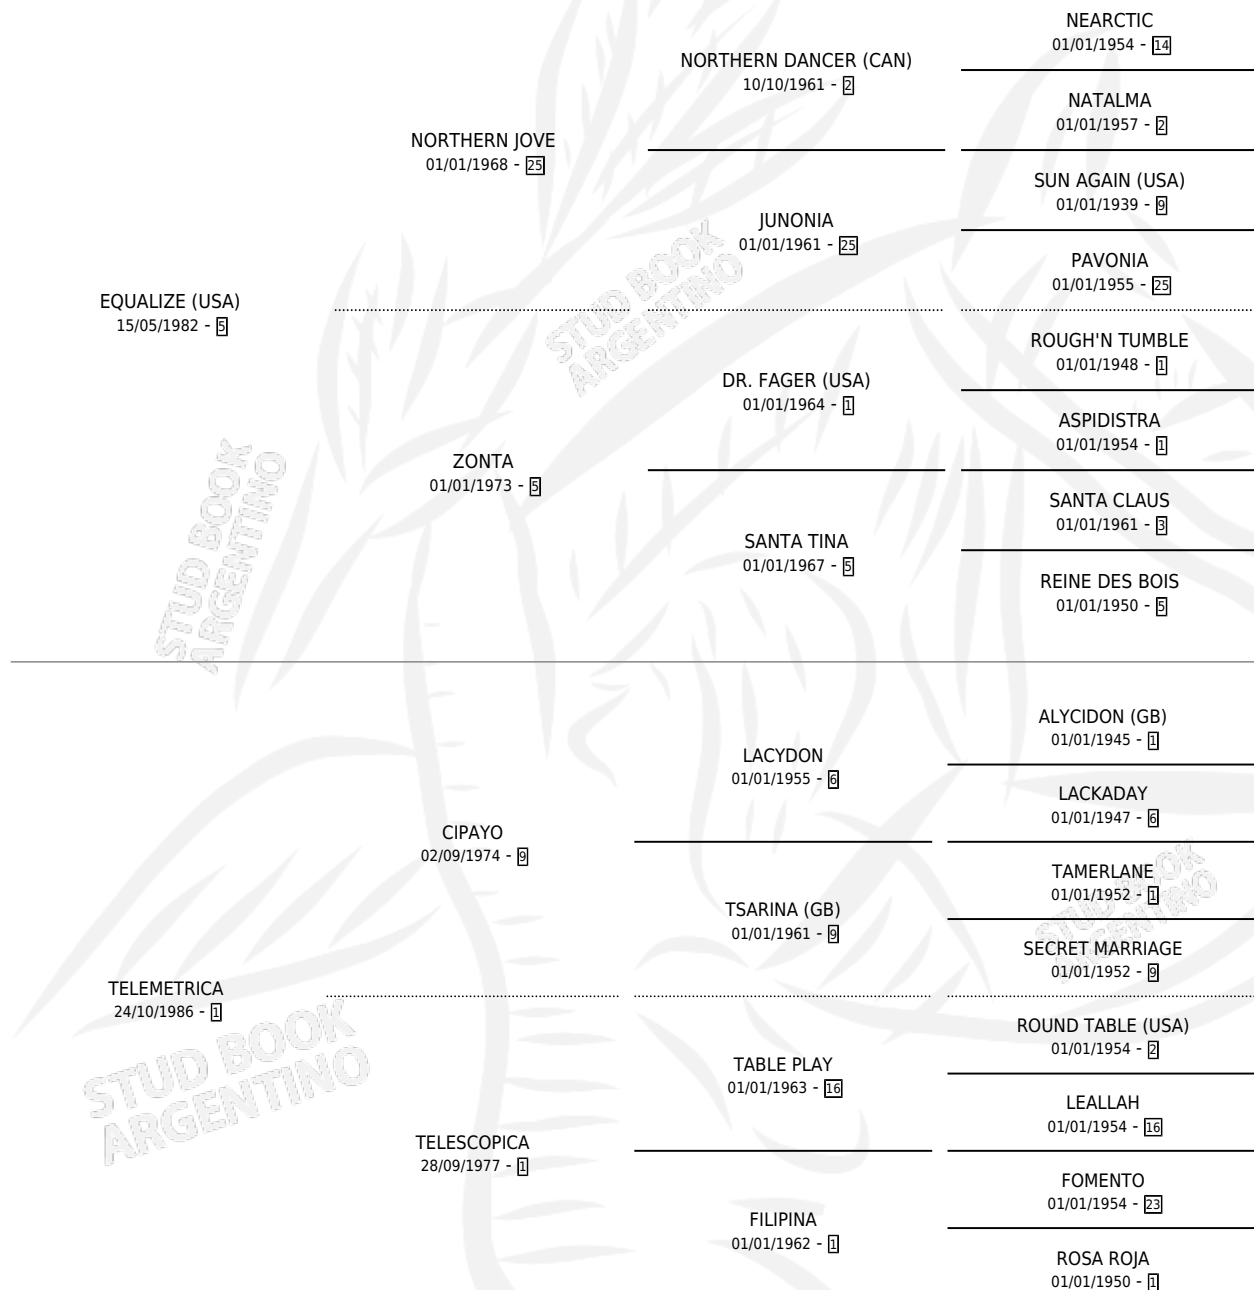 NEARCTIC
01/01/1954 - 14
NORTHERN DANCER (CAN)
10/10/1961 - 2
NATALMA
01/01/1957 - 2
NORTHERN JOVE
01/01/1968 - 25
SUN AGAIN (USA)
01/01/1939 - 9
JUNONIA
01/01/1961 - 25
PAVONIA
01/01/1955 - 25
EQUALIZE (USA)
15/05/1982 - 5
STUD BOOK
ARGENTINO
ROUGH'N TUMBLE
01/01/1948 - 1
DR. FAGER (USA)
01/01/1964 - 1
ASPIDISTRA
01/01/1954 - 1
ZONTA
01/01/1973 - 5
STUD BOOK
ARGENTINO
SANTA CLAUS
01/01/1961 - 3
SANTA TINA
01/01/1967 - 5
REINE DES BOIS
01/01/1950 - 5
ALYCIDON (GB)
01/01/1945 - 1
LACYDON
01/01/1955 - 6
LACKADAY
01/01/1947 - 6
CIPAYO
02/09/1974 - 9
TAMERLANE
01/01/1952 - 1
STUD BOOK
ARGENTINO
TSARINA (GB)
01/01/1961 - 9
SECRET MARRIAGE
01/01/1952 - 9
TELEMETRICA
24/10/1986 - 1
STUD BOOK
ARGENTINO
ROUND TABLE (USA)
01/01/1954 - 2
TABLE PLAY
01/01/1963 - 16
LEALLAH
01/01/1954 - 16
TELESCOPICA
28/09/1977 - 1
FOMENTO
01/01/1954 - 23
FILIPINA
01/01/1962 - 1
ROSA ROJA
01/01/1950 - 1